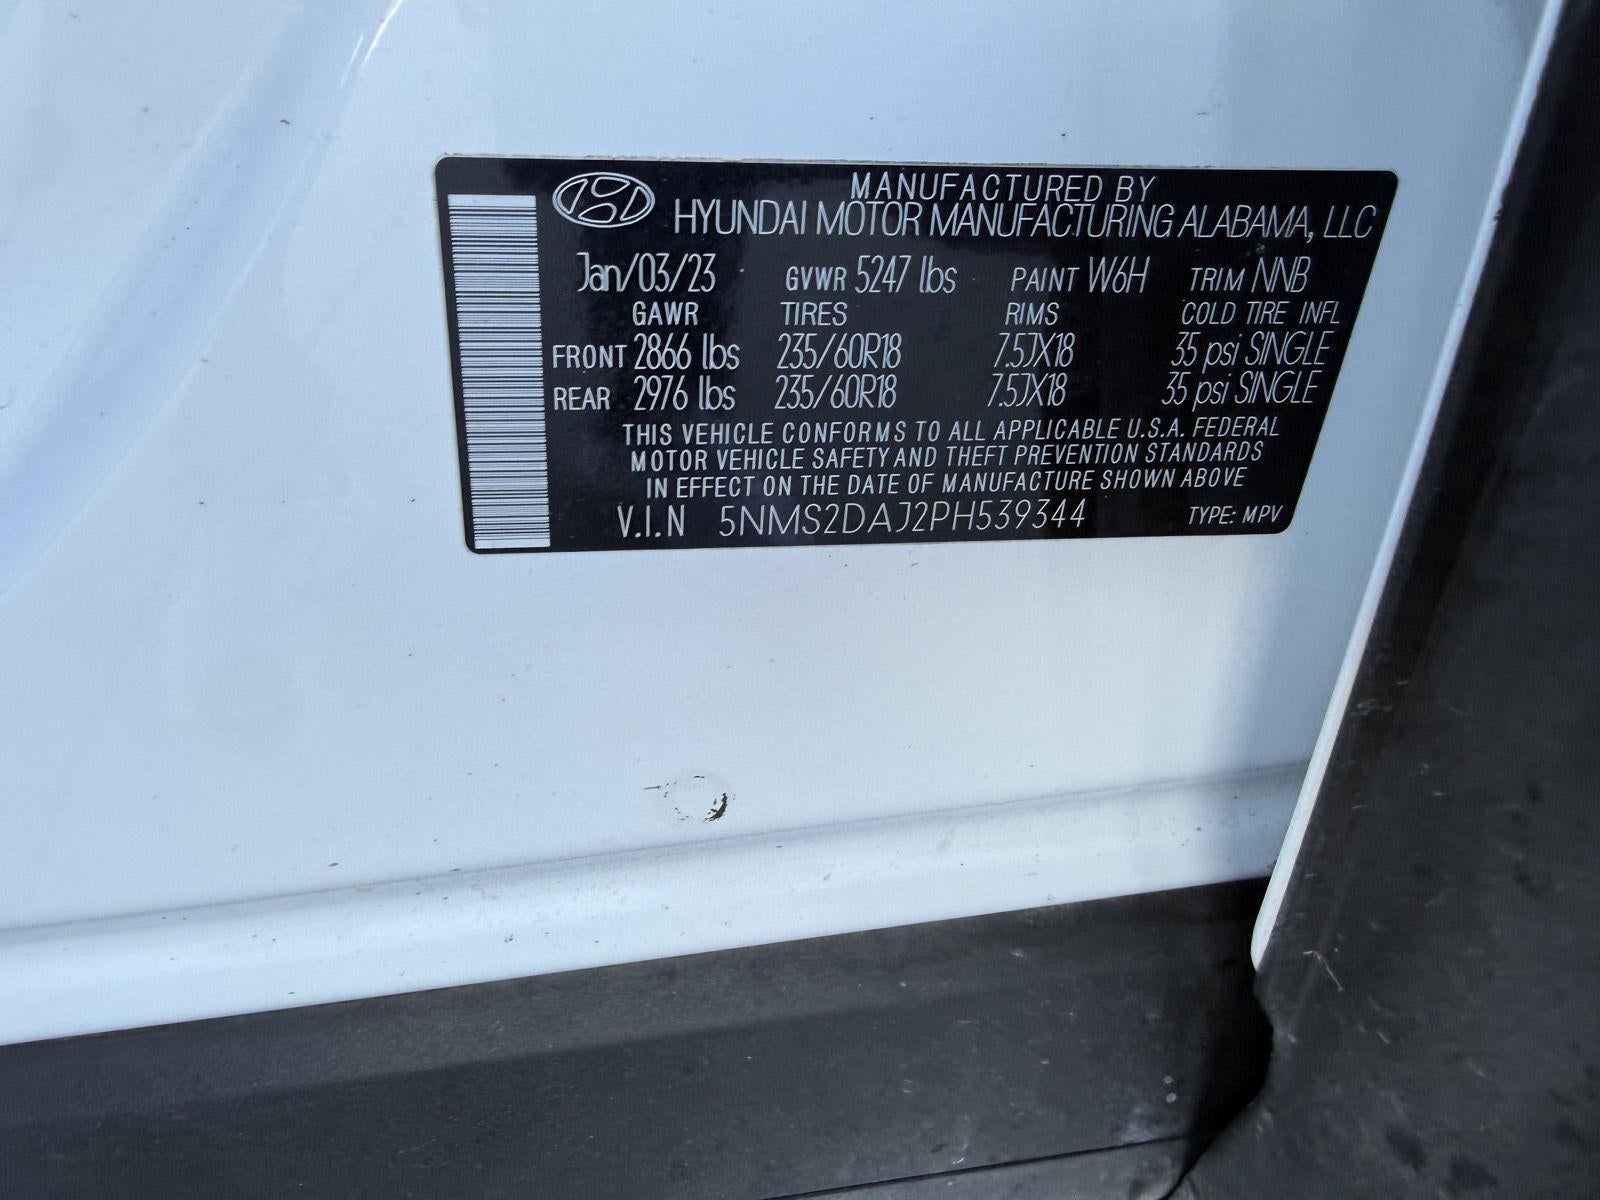 MANUFACTURED BY
HYUNDAI MOTOR MANUFACTURING ALABAMA, LLC
Jan/03/23 GVWR 5247 lbs PAINT W6H TRIM NNB
GAWR TIRES RIMS COLD TIRE INFL
FRONT 2866 lbs 235/60R18 7.5JX18 35 psi SINGLE
REAR 2976 lbs 235/60R18 7.5JX18 35 psi SINGLE
THIS VEHICLE CONFORMS TO ALL APPLICABLE U.S.A. FEDERAL
MOTOR VEHICLE SAFETY AND THEFT PREVENTION STANDARDS
IN EFFECT ON THE DATE OF MANUFACTURE SHOWN ABOVE
V.I.N 5NMS2DAJ2PH539344 TYPE: MPV